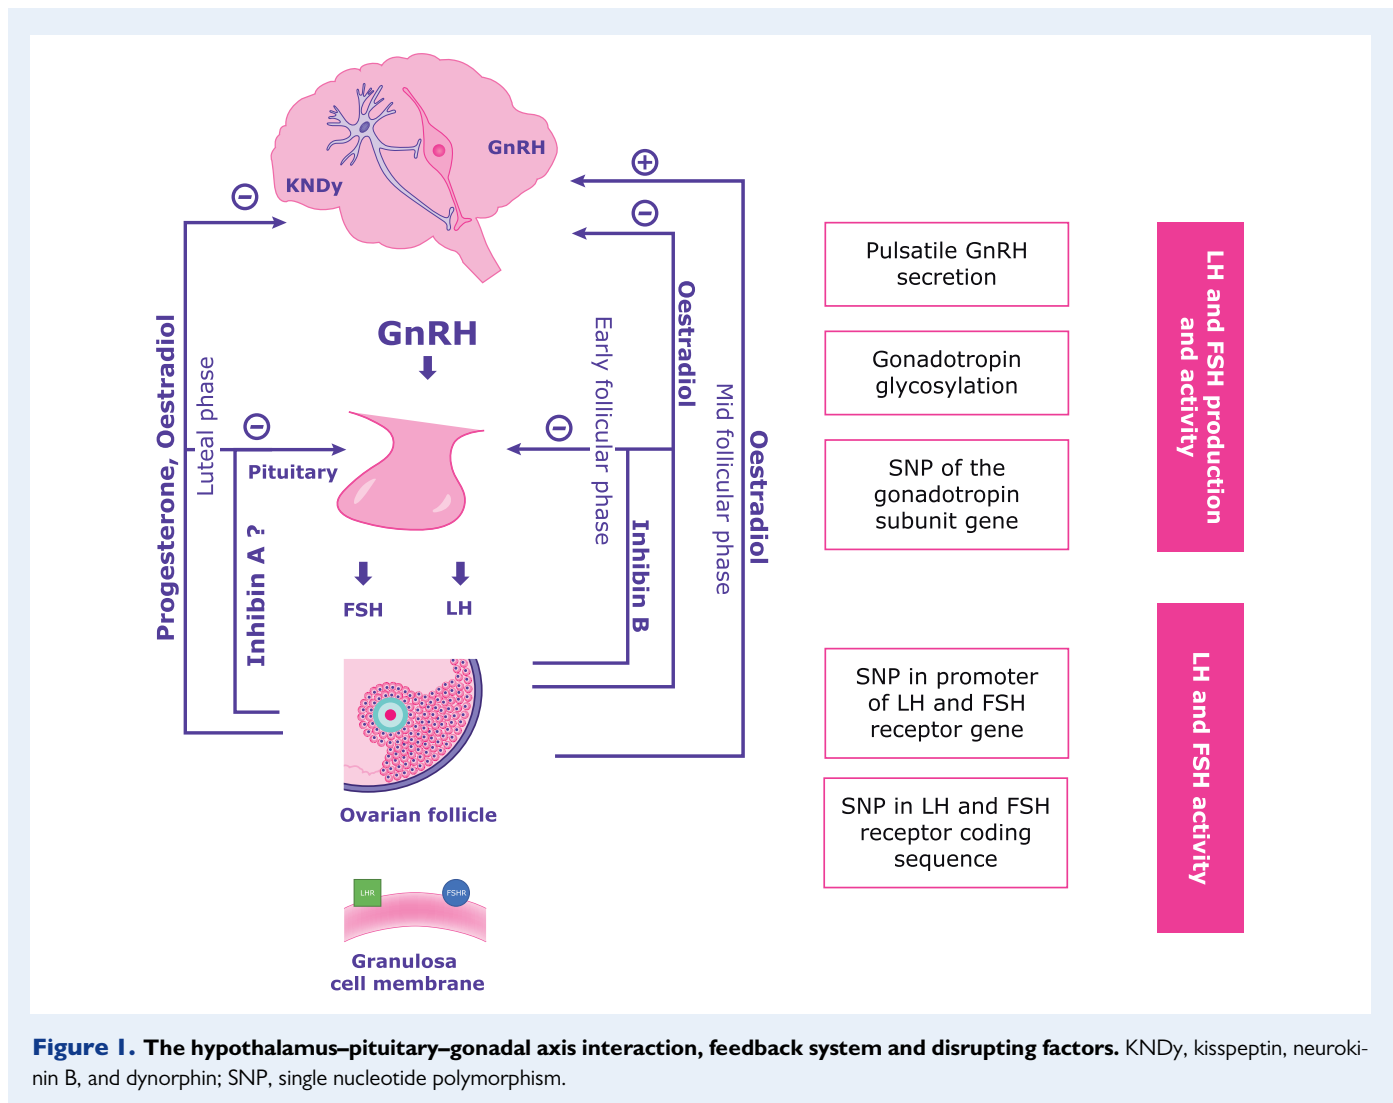 GnRH
KNDy
GnRH
Progesterone, Oestradiol
Luteal phase
Pituitary
Inhibin A ?
Early follicular phase
Oestradiol
Inhibin B
Mid follicular phase
Oestradiol
FSH
LH
Ovarian follicle
LHR
FSHR
Granulosa
cell membrane
Pulsatile GnRH
secretion
Gonadotropin
glycosylation
SNP of the
gonadotropin
subunit gene
LH and FSH production
and activity
SNP in promoter
of LH and FSH
receptor gene
SNP in LH and FSH
receptor coding
sequence
LH and FSH activity
Figure 1. The hypothalamus–pituitary–gonadal axis interaction, feedback system and disrupting factors. KNDy, kisspeptin, neuroki-
nin B, and dynorphin; SNP, single nucleotide polymorphism.